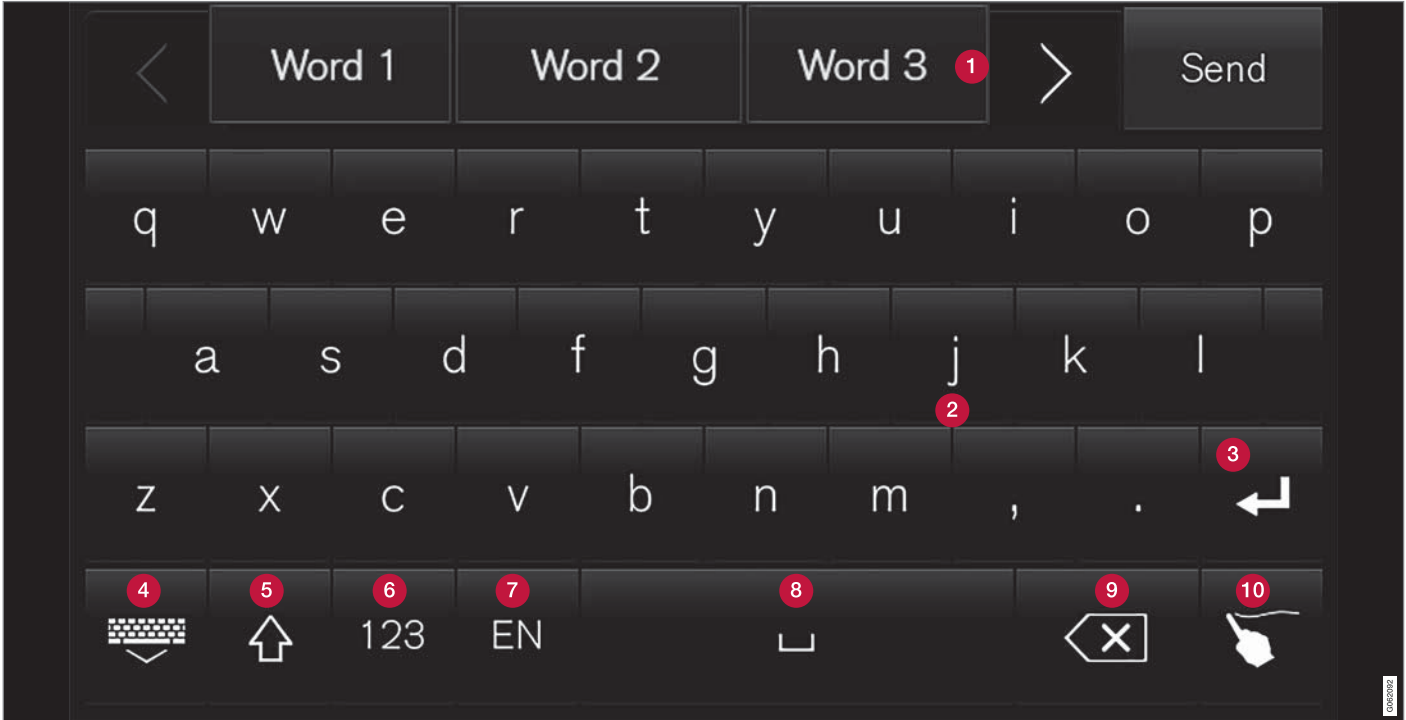 Word 1 Word 2 Word 3 1 Send
q w e r t y u i o p
a s d f g h j k l
2
3
z x c v b n m , .
4 5 6 7 8 9 10
123 EN
G062092